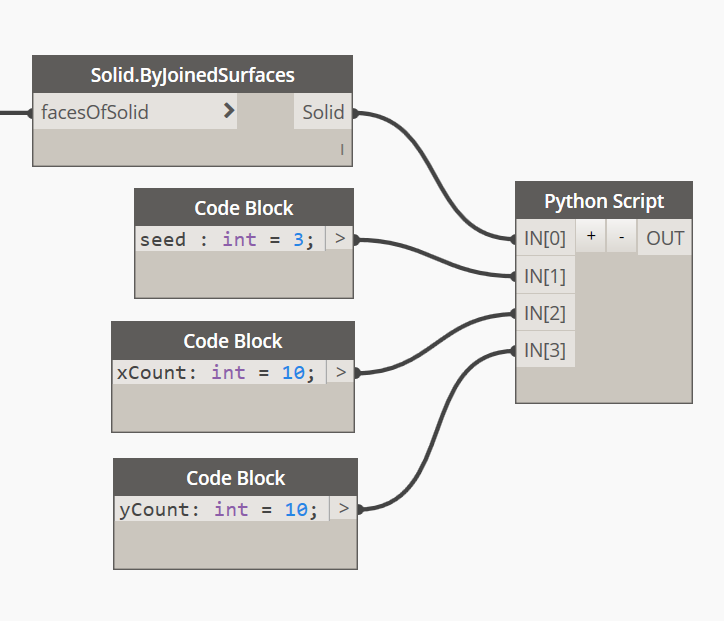 Solid.ByJoinedSurfaces
facesOfSolid > Solid
|
Code Block
seed : int = 3; >
Code Block
xCount: int = 10; >
Code Block
yCount: int = 10; >
Python Script
IN[0] + - OUT
IN[1]
IN[2]
IN[3]